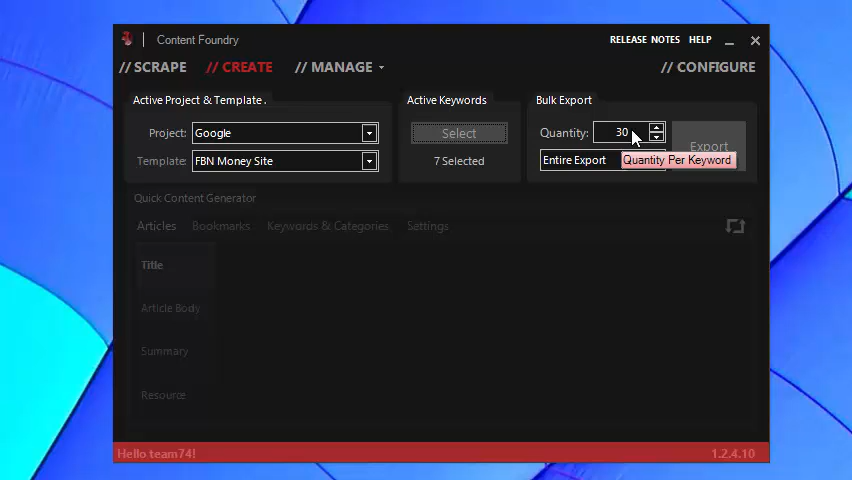 Content Foundry
RELEASE NOTES HELP
// SCRAPE // CREATE // MANAGE // CONFIGURE
Active Project & Template .
Project: Google
Template: FBN Money Site
Active Keywords
Select
7 Selected
Bulk Export
Quantity: 30
Export
Entire Export
Quantity Per Keyword
Quick Content Generator
Articles Bookmarks Keywords & Categories Settings
Title
Article Body
Summary
Resource
Hello team74!
1.2.4.10